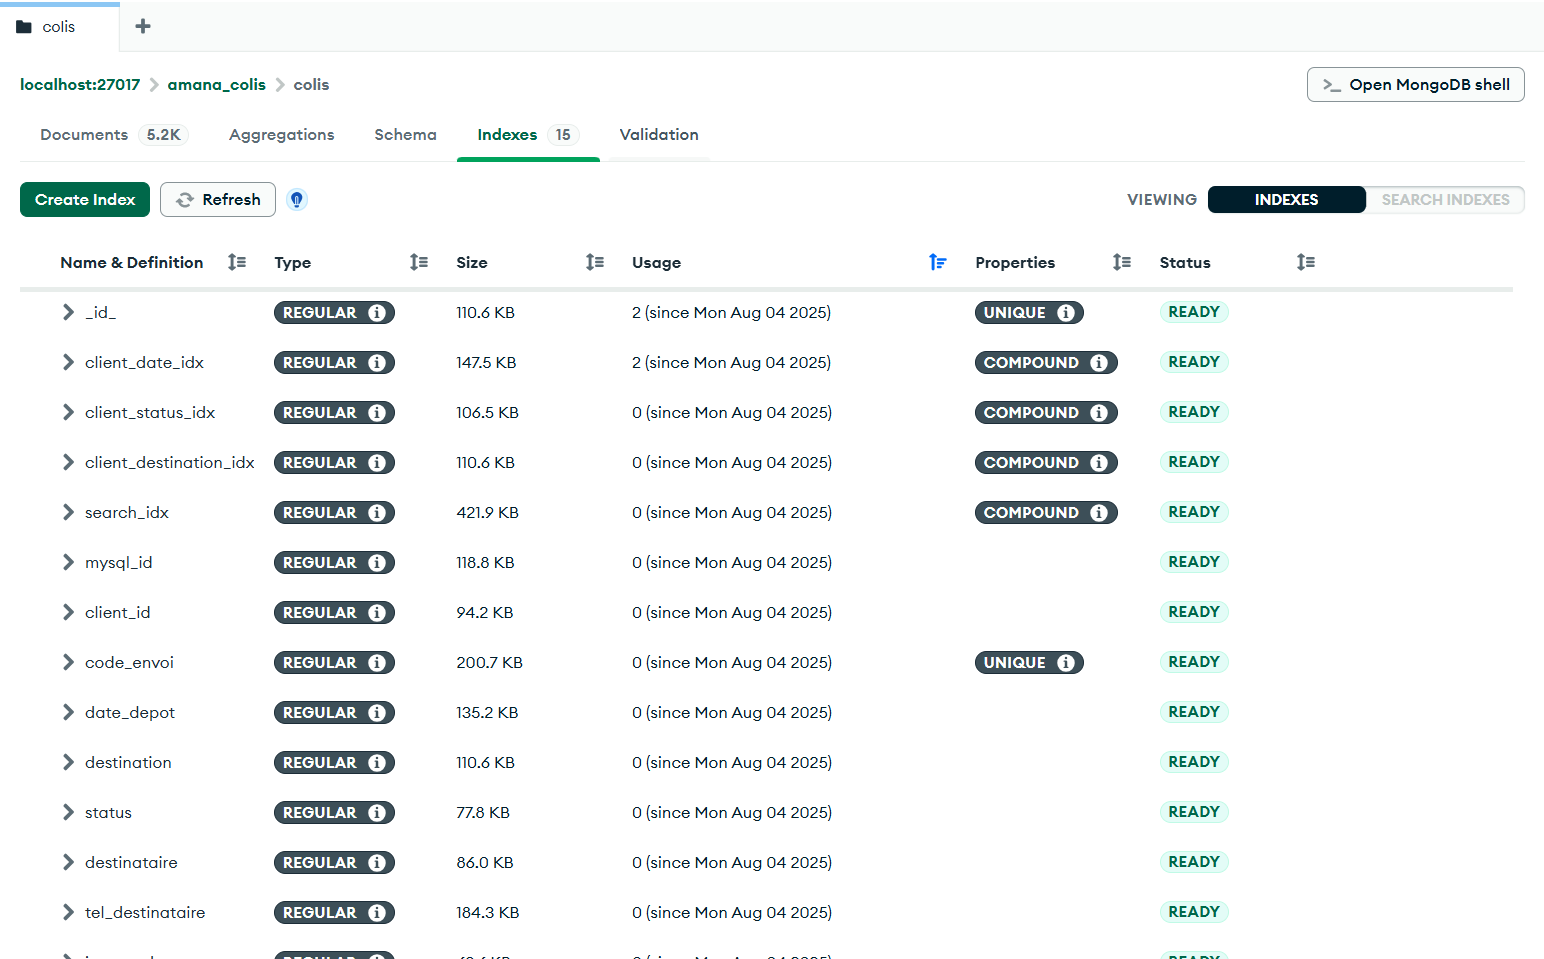 colis
localhost:27017 amana_colis colis
>_ Open MongoDB shell
Documents 5.2K Aggregations Schema Indexes 15 Validation
Create Index Refresh VIEWING INDEXES SEARCH INDEXES
Name & Definition Type Size Usage Properties Status
_id_ REGULAR 110.6 KB 2 (since Mon Aug 04 2025) UNIQUE READY
client_date_idx REGULAR 147.5 KB 2 (since Mon Aug 04 2025) COMPOUND READY
client_status_idx REGULAR 106.5 KB 0 (since Mon Aug 04 2025) COMPOUND READY
client_destination_idx REGULAR 110.6 KB 0 (since Mon Aug 04 2025) COMPOUND READY
search_idx REGULAR 421.9 KB 0 (since Mon Aug 04 2025) COMPOUND READY
mysql_id REGULAR 118.8 KB 0 (since Mon Aug 04 2025) READY
client_id REGULAR 94.2 KB 0 (since Mon Aug 04 2025) READY
code_envoi REGULAR 200.7 KB 0 (since Mon Aug 04 2025) UNIQUE READY
date_depot REGULAR 135.2 KB 0 (since Mon Aug 04 2025) READY
destination REGULAR 110.6 KB 0 (since Mon Aug 04 2025) READY
status REGULAR 77.8 KB 0 (since Mon Aug 04 2025) READY
destinataire REGULAR 86.0 KB 0 (since Mon Aug 04 2025) READY
tel_destinataire REGULAR 184.3 KB 0 (since Mon Aug 04 2025) READY